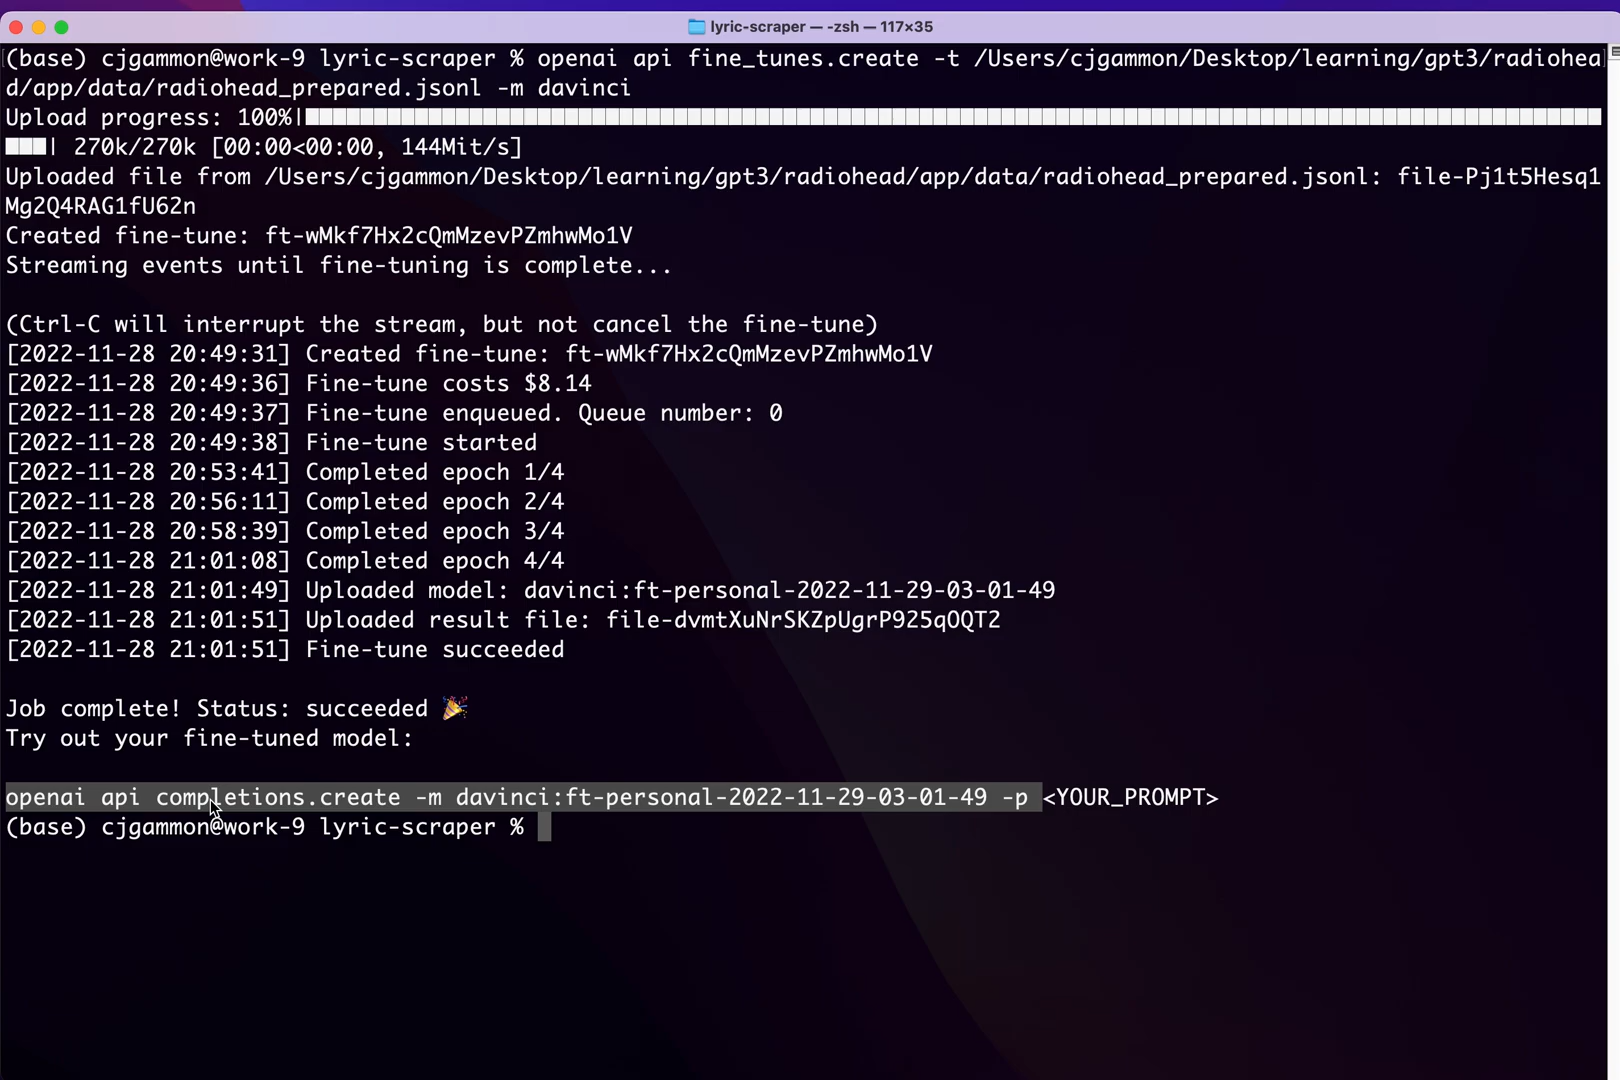 lyric-scraper — -zsh — 117×35
(base) cjgammon@work-9 lyric-scraper % openai api fine_tunes.create -t /Users/cjgammon/Desktop/learning/gpt3/radiohea
d/app/data/radiohead_prepared.jsonl -m davinci
Upload progress: 100%|
| 270k/270k [00:00<00:00, 144Mit/s]
Uploaded file from /Users/cjgammon/Desktop/learning/gpt3/radiohead/app/data/radiohead_prepared.jsonl: file-Pj1t5Hesq1
Mg2Q4RAG1fU62n
Created fine-tune: ft-wMkf7Hx2cQmMzevPZmhwMo1V
Streaming events until fine-tuning is complete...
(Ctrl-C will interrupt the stream, but not cancel the fine-tune)
[2022-11-28 20:49:31] Created fine-tune: ft-wMkf7Hx2cQmMzevPZmhwMo1V
[2022-11-28 20:49:36] Fine-tune costs $8.14
[2022-11-28 20:49:37] Fine-tune enqueued. Queue number: 0
[2022-11-28 20:49:38] Fine-tune started
[2022-11-28 20:53:41] Completed epoch 1/4
[2022-11-28 20:56:11] Completed epoch 2/4
[2022-11-28 20:58:39] Completed epoch 3/4
[2022-11-28 21:01:08] Completed epoch 4/4
[2022-11-28 21:01:49] Uploaded model: davinci:ft-personal-2022-11-29-03-01-49
[2022-11-28 21:01:51] Uploaded result file: file-dvmtXuNrSKZpUgrP925qOQT2
[2022-11-28 21:01:51] Fine-tune succeeded
Job complete! Status: succeeded 🎉
Try out your fine-tuned model:
openai api completions.create -m davinci:ft-personal-2022-11-29-03-01-49 -p <YOUR_PROMPT>
(base) cjgammon@work-9 lyric-scraper %